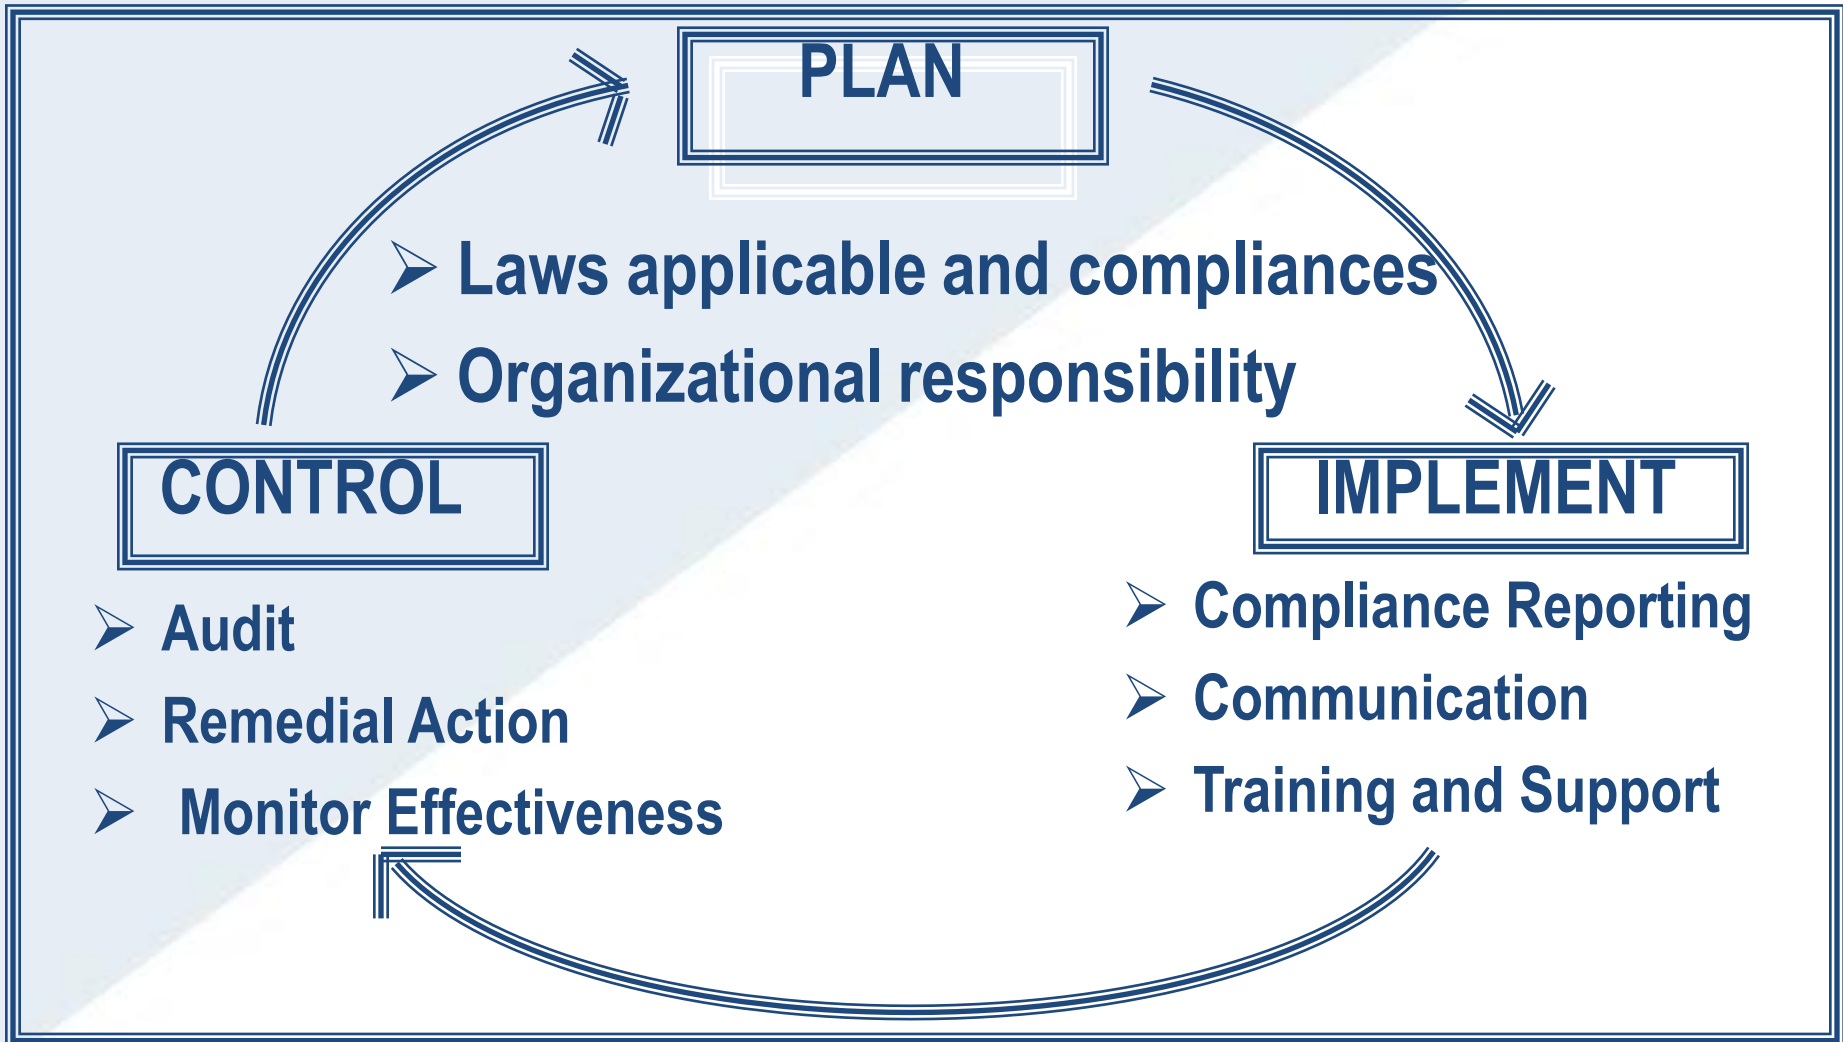 PLAN
➢ Laws applicable and compliances
➢ Organizational responsibility
CONTROL
➢ Audit
➢ Remedial Action
➢ Monitor Effectiveness
IMPLEMENT
➢ Compliance Reporting
➢ Communication
➢ Training and Support